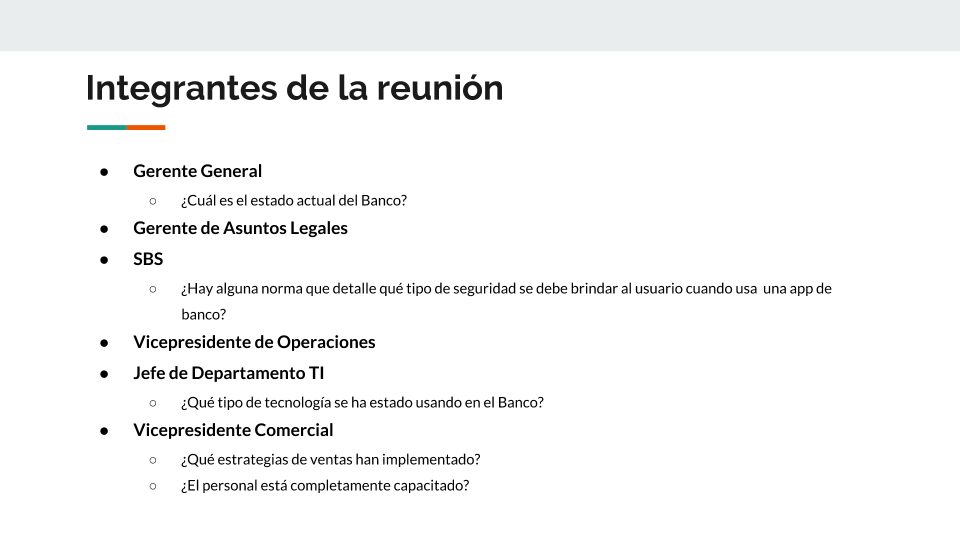 Integrantes de la reunión
● Gerente General
○ ¿Cuál es el estado actual del Banco?
● Gerente de Asuntos Legales
● SBS
○ ¿Hay alguna norma que detalle qué tipo de seguridad se debe brindar al usuario cuando usa  una app de
banco?
● Vicepresidente de Operaciones
● Jefe de Departamento TI
○ ¿Qué tipo de tecnología se ha estado usando en el Banco?
● Vicepresidente Comercial
○ ¿Qué estrategias de ventas han implementado?
○ ¿El personal está completamente capacitado?